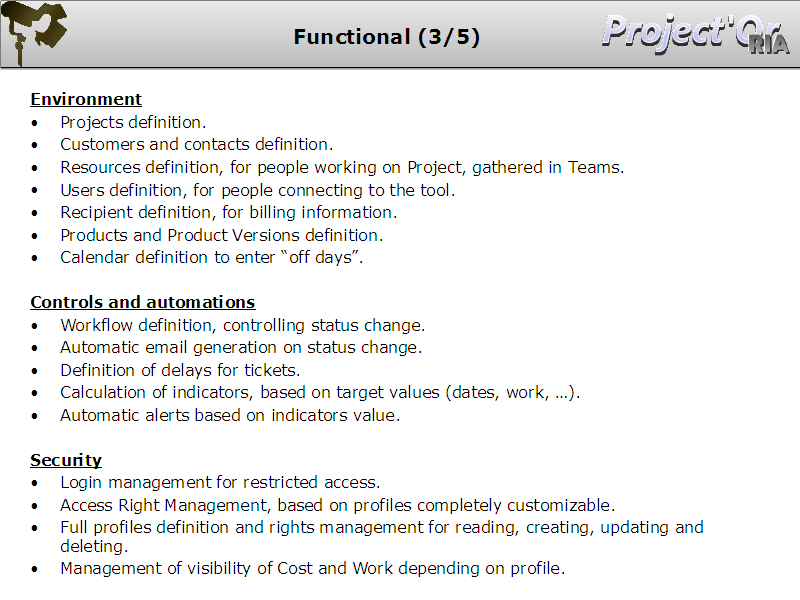 Functional (3/5)
Project'Or
RIA
Environment
• Projects definition.
• Customers and contacts definition.
• Resources definition, for people working on Project, gathered in Teams.
• Users definition, for people connecting to the tool.
• Recipient definition, for billing information.
• Products and Product Versions definition.
• Calendar definition to enter “off days”.
Controls and automations
• Workflow definition, controlling status change.
• Automatic email generation on status change.
• Definition of delays for tickets.
• Calculation of indicators, based on target values (dates, work, …).
• Automatic alerts based on indicators value.
Security
• Login management for restricted access.
• Access Right Management, based on profiles completely customizable.
• Full profiles definition and rights management for reading, creating, updating and
deleting.
• Management of visibility of Cost and Work depending on profile.